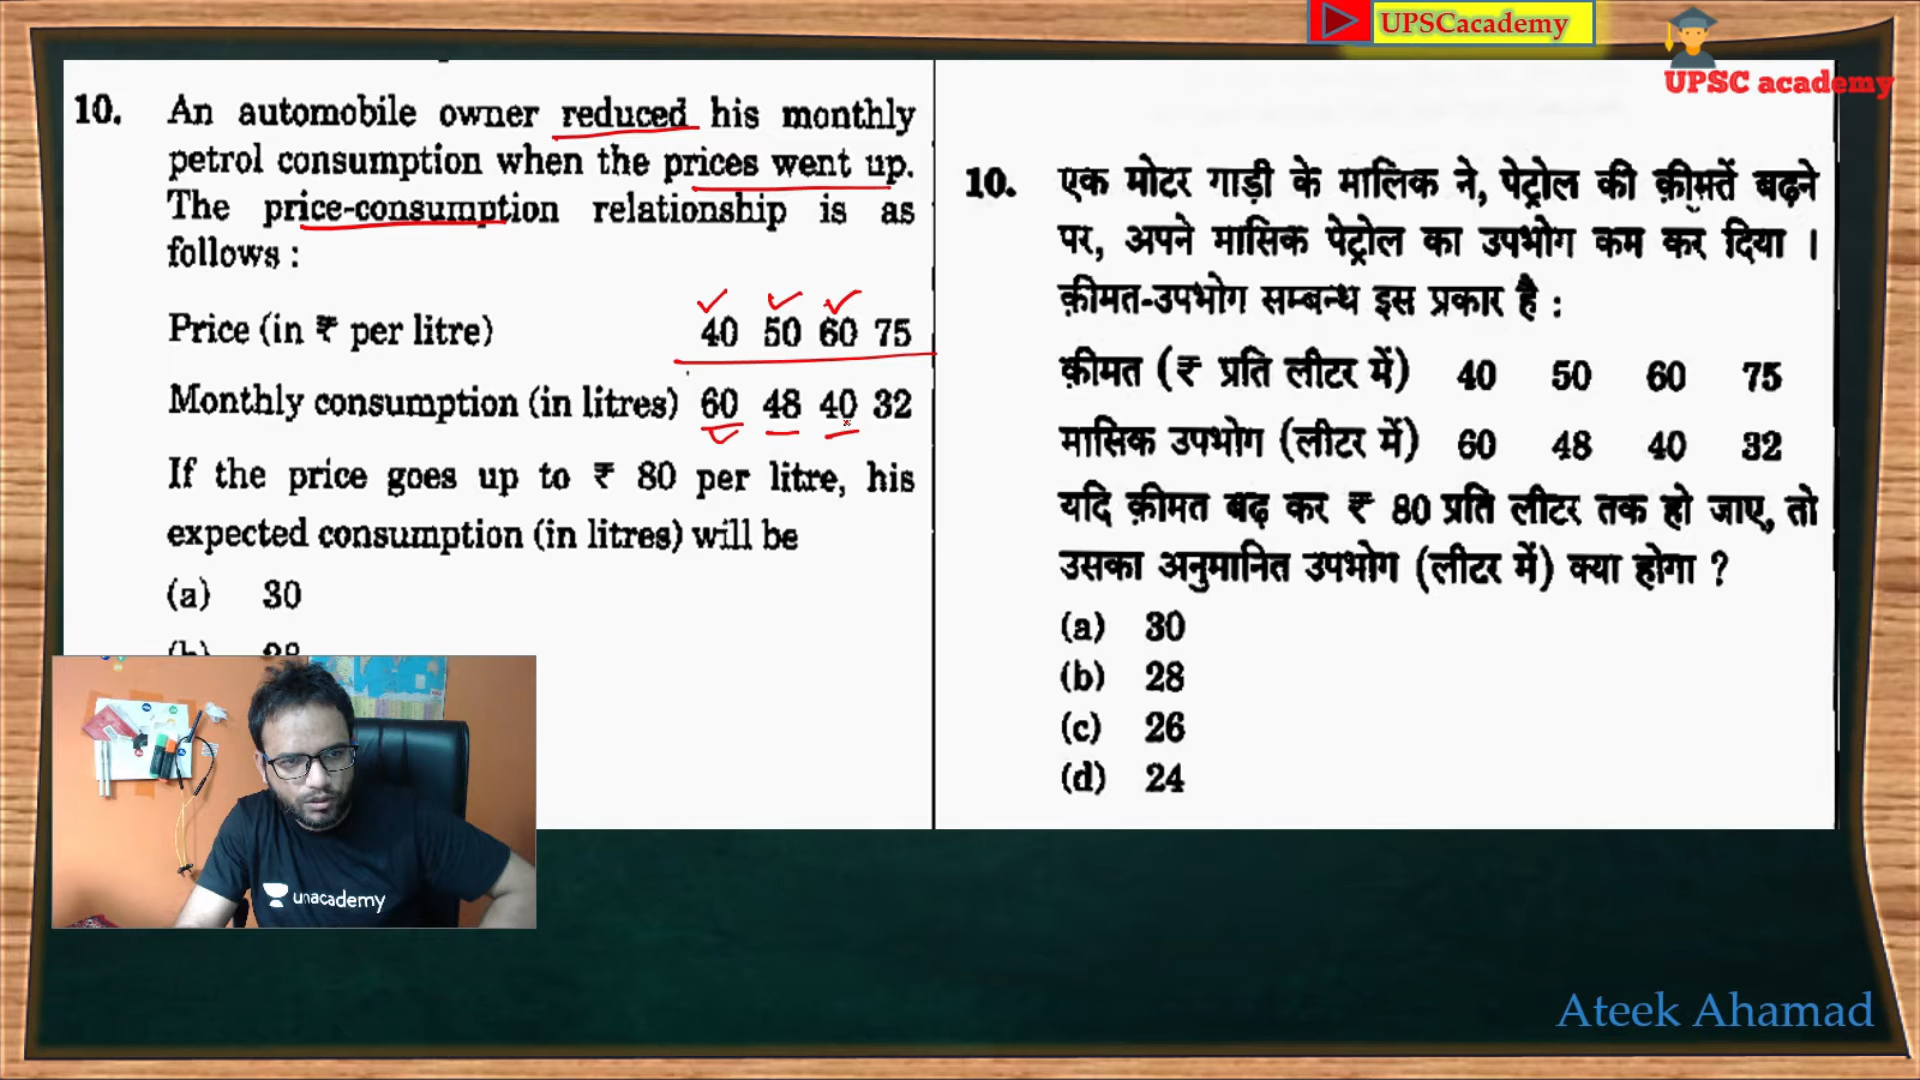 UPSCacademy
UPSC academy
10. An automobile owner reduced his monthly
petrol consumption when the prices went up.
The price-consumption relationship is as
follows :
Price (in ₹ per litre) 40 50 60 75
Monthly consumption (in litres) 60 48 40 32
If the price goes up to ₹ 80 per litre, his
expected consumption (in litres) will be
(a) 30
10. एक मोटर गाड़ी के मालिक ने, पेट्रोल की क़ीमतें बढ़ने
पर, अपने मासिक पेट्रोल का उपभोग कम कर दिया ।
क़ीमत-उपभोग सम्बन्ध इस प्रकार है :
क़ीमत (₹ प्रति लीटर में) 40 50 60 75
मासिक उपभोग (लीटर में) 60 48 40 32
यदि क़ीमत बढ़ कर ₹ 80 प्रति लीटर तक हो जाए, तो
उसका अनुमानित उपभोग (लीटर में) क्या होगा ?
(a) 30
(b) 28
(c) 26
(d) 24
unacademy
Ateek Ahamad